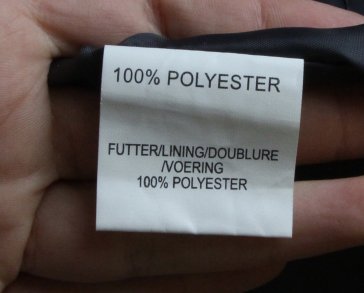 100% POLYESTER
FUTTER/LINING/DOUBLURE
/VOERING
100% POLYESTER